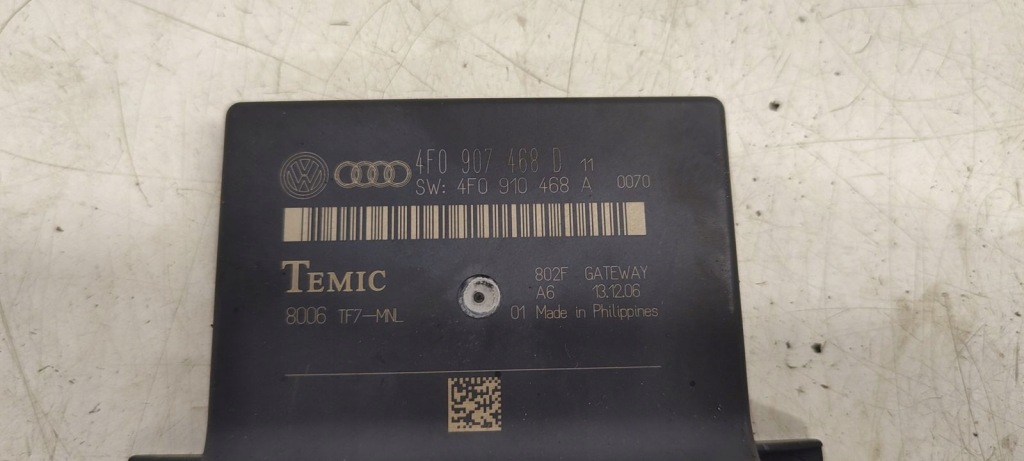 4F0 907 468 D 11
SW: 4F0 910 468 A 0070
TEMIC
802F GATEWAY
A6 13.12.06
8006 TF7-MNL 01 Made in Philippines